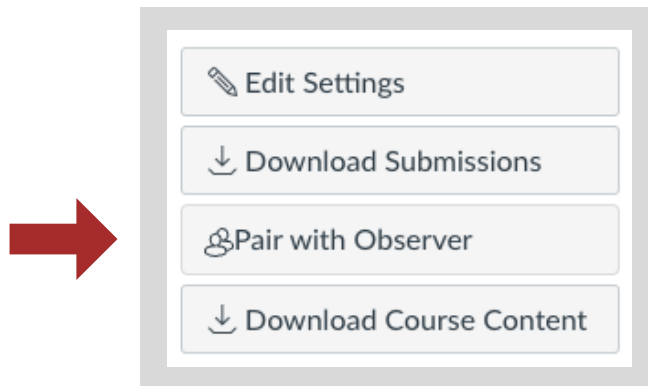 Edit Settings
Download Submissions
Pair with Observer
Download Course Content